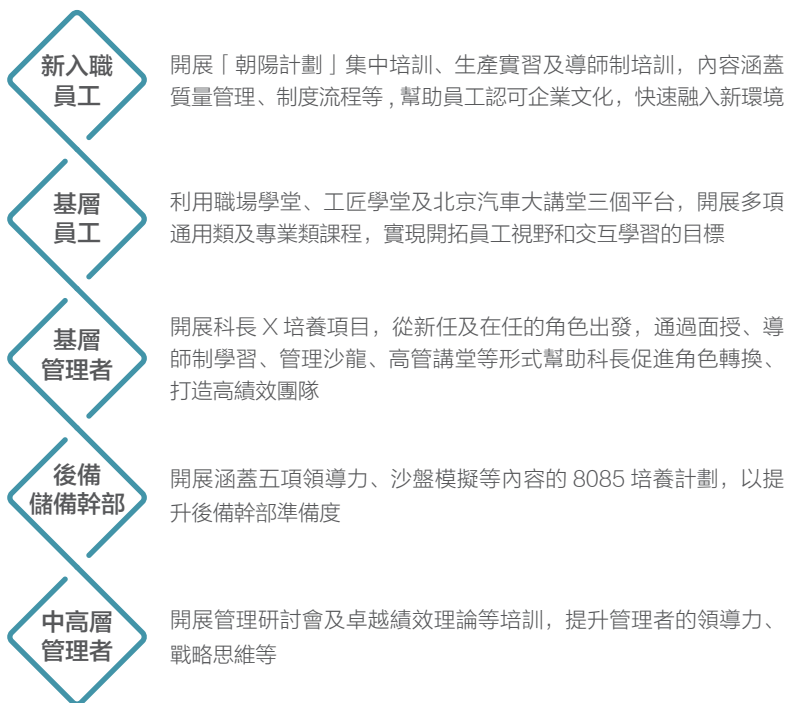 新入職
員工
開展「朝陽計劃」集中培訓、生產實習及導師制培訓，內容涵蓋
質量管理、制度流程等 , 幫助員工認可企業文化，快速融入新環境
基層
員工
利用職場學堂、工匠學堂及北京汽車大講堂三個平台，開展多項
通用類及專業類課程，實現開拓員工視野和交互學習的目標
基層
管理者
開展科長 X 培養項目，從新任及在任的角色出發，通過面授、導
師制學習、管理沙龍、高管講堂等形式幫助科長促進角色轉換、
打造高績效團隊
後備
儲備幹部
開展涵蓋五項領導力、沙盤模擬等內容的 8085 培養計劃，以提
升後備幹部準備度
中高層
管理者
開展管理研討會及卓越績效理論等培訓，提升管理者的領導力、
戰略思維等